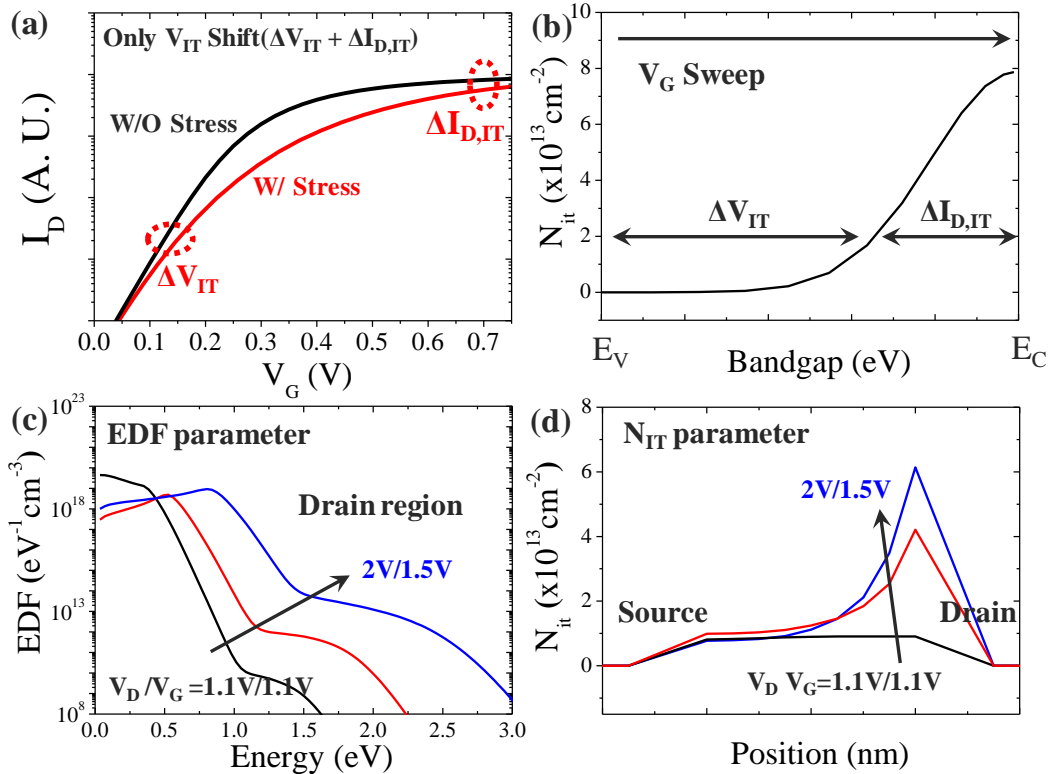 (a)
Only V_IT Shift(ΔV_IT + ΔI_D,IT)
W/O Stress
ΔI_D,IT
W/ Stress
ΔV_IT
I_D (A. U.)
0.0 0.1 0.2 0.3 0.4 0.5 0.6 0.7
V_G (V)
(b)
V_G Sweep
ΔV_IT
ΔI_D,IT
N_it (x10^13 cm^-2)
10
8
6
4
2
0
E_V
Bandgap (eV)
E_C
(c)
EDF parameter
Drain region
2V/1.5V
V_D /V_G =1.1V/1.1V
EDF (eV^-1cm^-3)
10^23
10^18
10^13
10^8
0.0 0.5 1.0 1.5 2.0 2.5 3.0
Energy (eV)
(d)
N_IT parameter
2V/1.5V
Source
Drain
V_D V_G=1.1V/1.1V
N_it (x10^13 cm^-2)
8
6
4
2
0
Position (nm)